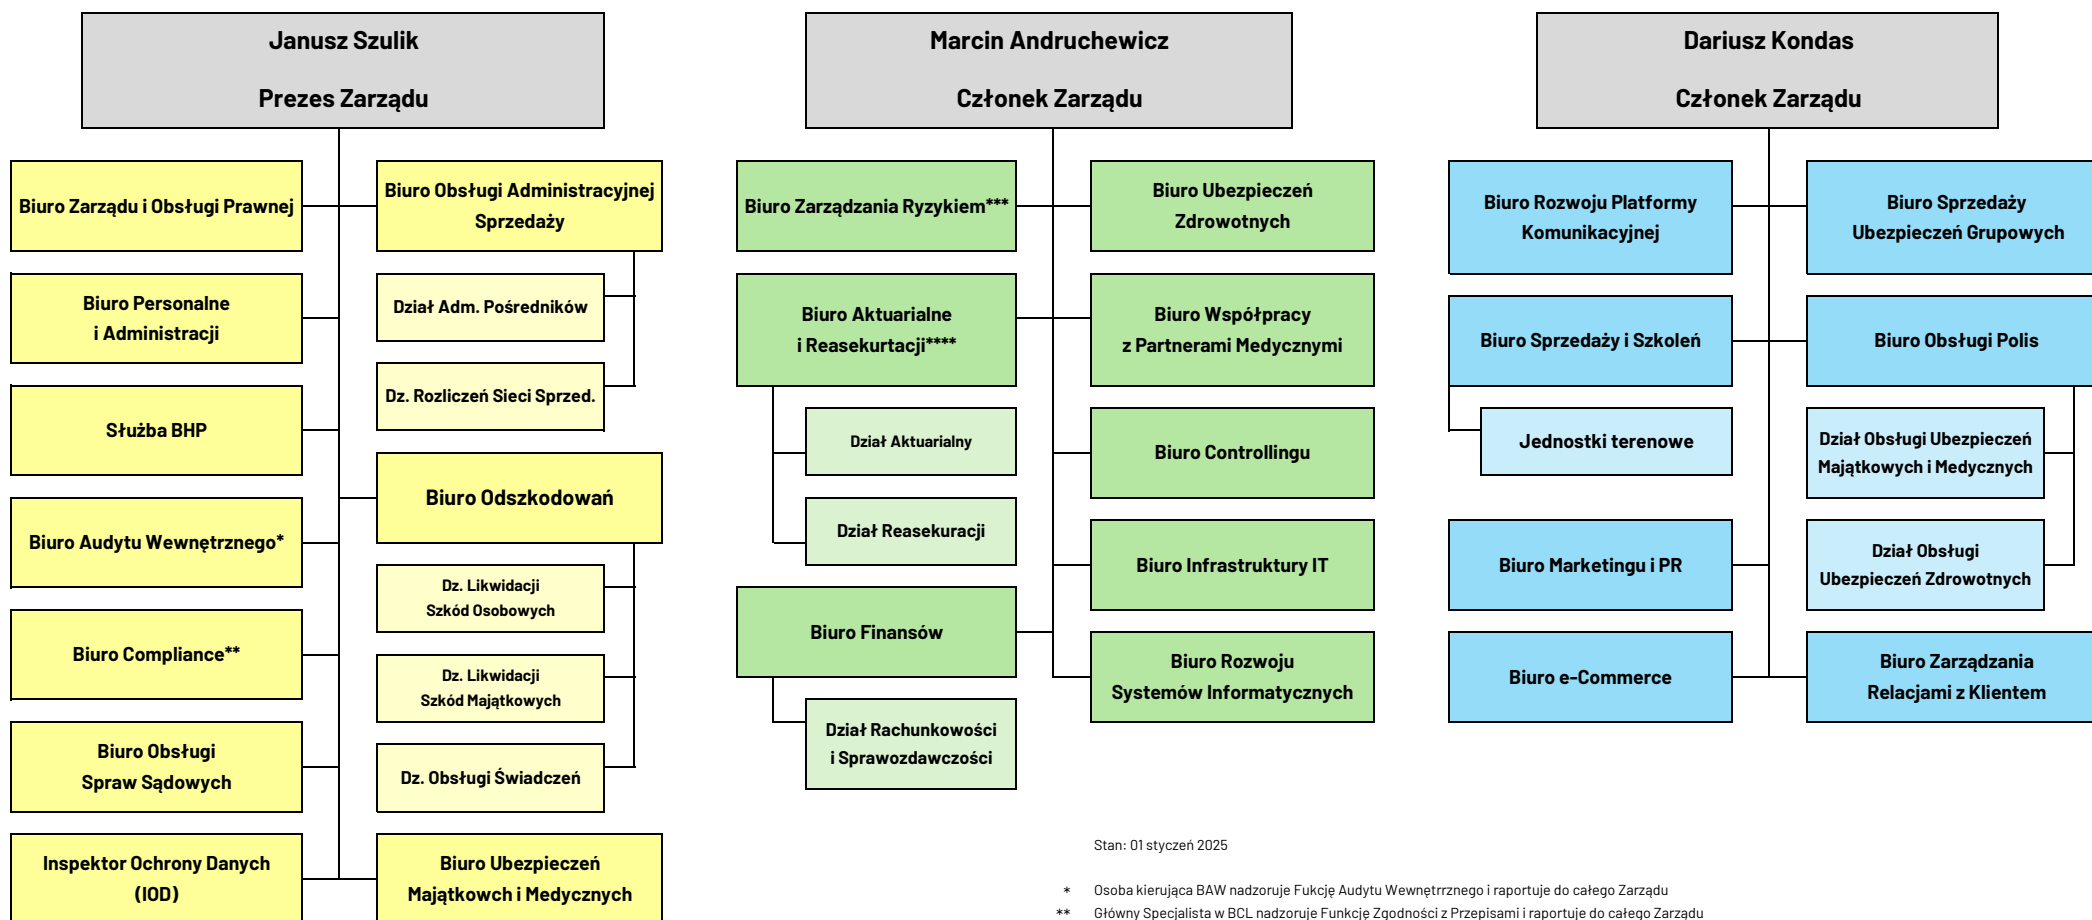 Janusz Szulik
Prezes Zarządu
Biuro Zarządu i Obsługi Prawnej
Biuro Personalne
i Administracji
Służba BHP
Biuro Audytu Wewnętrznego*
Biuro Compliance**
Biuro Obsługi
Spraw Sądowych
Inspektor Ochrony Danych
(IOD)
Biuro Obsługi Administracyjnej
Sprzedaży
Dział Adm. Pośredników
Dz. Rozliczeń Sieci Sprzed.
Biuro Odszkodowań
Dz. Likwidacji
Szkód Osobowych
Dz. Likwidacji
Szkód Majątkowych
Dz. Obsługi Świadczeń
Biuro Ubezpieczeń
Majątkowch i Medycznych
Marcin Andruchewicz
Członek Zarządu
Biuro Zarządzania Ryzykiem***
Biuro Aktuarialne
i Reasekurtacji****
Dział Aktuarialny
Dział Reasekuracji
Biuro Finansów
Dział Rachunkowości
i Sprawozdawczości
Biuro Ubezpieczeń
Zdrowotnych
Biuro Współpracy
z Partnerami Medycznymi
Biuro Controllingu
Biuro Infrastruktury IT
Biuro Rozwoju
Systemów Informatycznych
Dariusz Kondas
Członek Zarządu
Biuro Rozwoju Platformy
Komunikacyjnej
Biuro Sprzedaży i Szkoleń
Jednostki terenowe
Biuro Marketingu i PR
Biuro e-Commerce
Biuro Sprzedaży
Ubezpieczeń Grupowych
Biuro Obsługi Polis
Dział Obsługi Ubezpieczeń
Majątkowych i Medycznych
Dział Obsługi
Ubezpieczeń Zdrowotnych
Biuro Zarządzania
Relacjami z Klientem
Stan: 01 styczeń 2025
* Osoba kierująca BAW nadzoruje Fukcję Audytu Wewnętrrznego i raportuje do całego Zarządu
** Główny Specjalista w BCL nadzoruje Funkcję Zgodności z Przepisami i raportuje do całego Zarządu